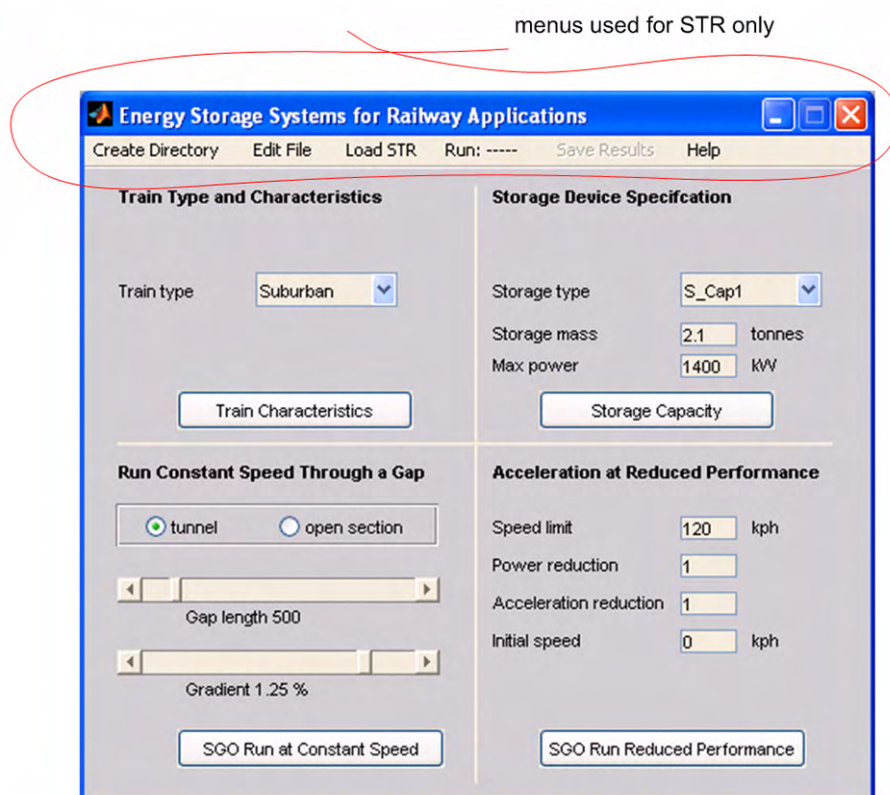 menus used for STR only
Energy Storage Systems for Railway Applications
Create Directory Edit File Load STR Run: ----- Save Results Help
Train Type and Characteristics
Train type Suburban
Train Characteristics
Storage Device Specifcation
Storage type S_Cap1
Storage mass 2.1 tonnes
Max power 1400 kW
Storage Capacity
Run Constant Speed Through a Gap
tunnel open section
Gap length 500
Gradient 1.25 %
SGO Run at Constant Speed
Acceleration at Reduced Performance
Speed limit 120 kph
Power reduction 1
Acceleration reduction 1
Initial speed 0 kph
SGO Run Reduced Performance